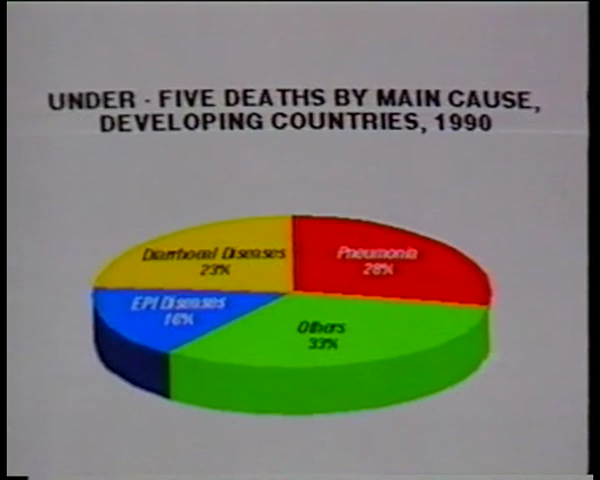 UNDER - FIVE DEATHS BY MAIN CAUSE,
DEVELOPING COUNTRIES, 1990
Diarrhoeal Diseases
23%
Pneumonia
28%
EPI Diseases
16%
Others
33%